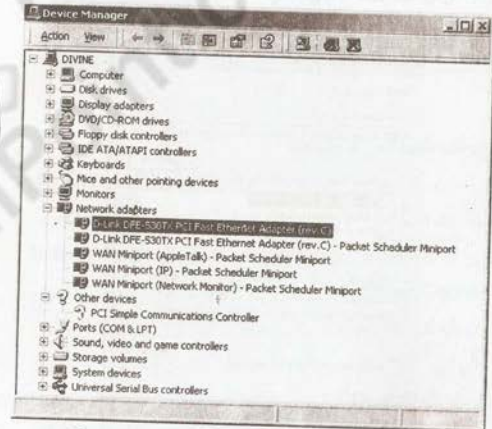 Device Manager
Action View
DIVINE
Computer
Disk drives
Display adapters
DVD/CD-ROM drives
Floppy disk controllers
IDE ATA/ATAPI controllers
Keyboards
Mice and other pointing devices
Monitors
Network adapters
D-Link DFE-530TX PCI Fast Ethernet Adapter (rev.C)
D-Link DFE-530TX PCI Fast Ethernet Adapter (rev.C) - Packet Scheduler Miniport
WAN Miniport (AppleTalk) - Packet Scheduler Miniport
WAN Miniport (IP) - Packet Scheduler Miniport
WAN Miniport (Network Monitor) - Packet Scheduler Miniport
Other devices
PCI Simple Communications Controller
Ports (COM & LPT)
Sound, video and game controllers
Storage volumes
System devices
Universal Serial Bus controllers